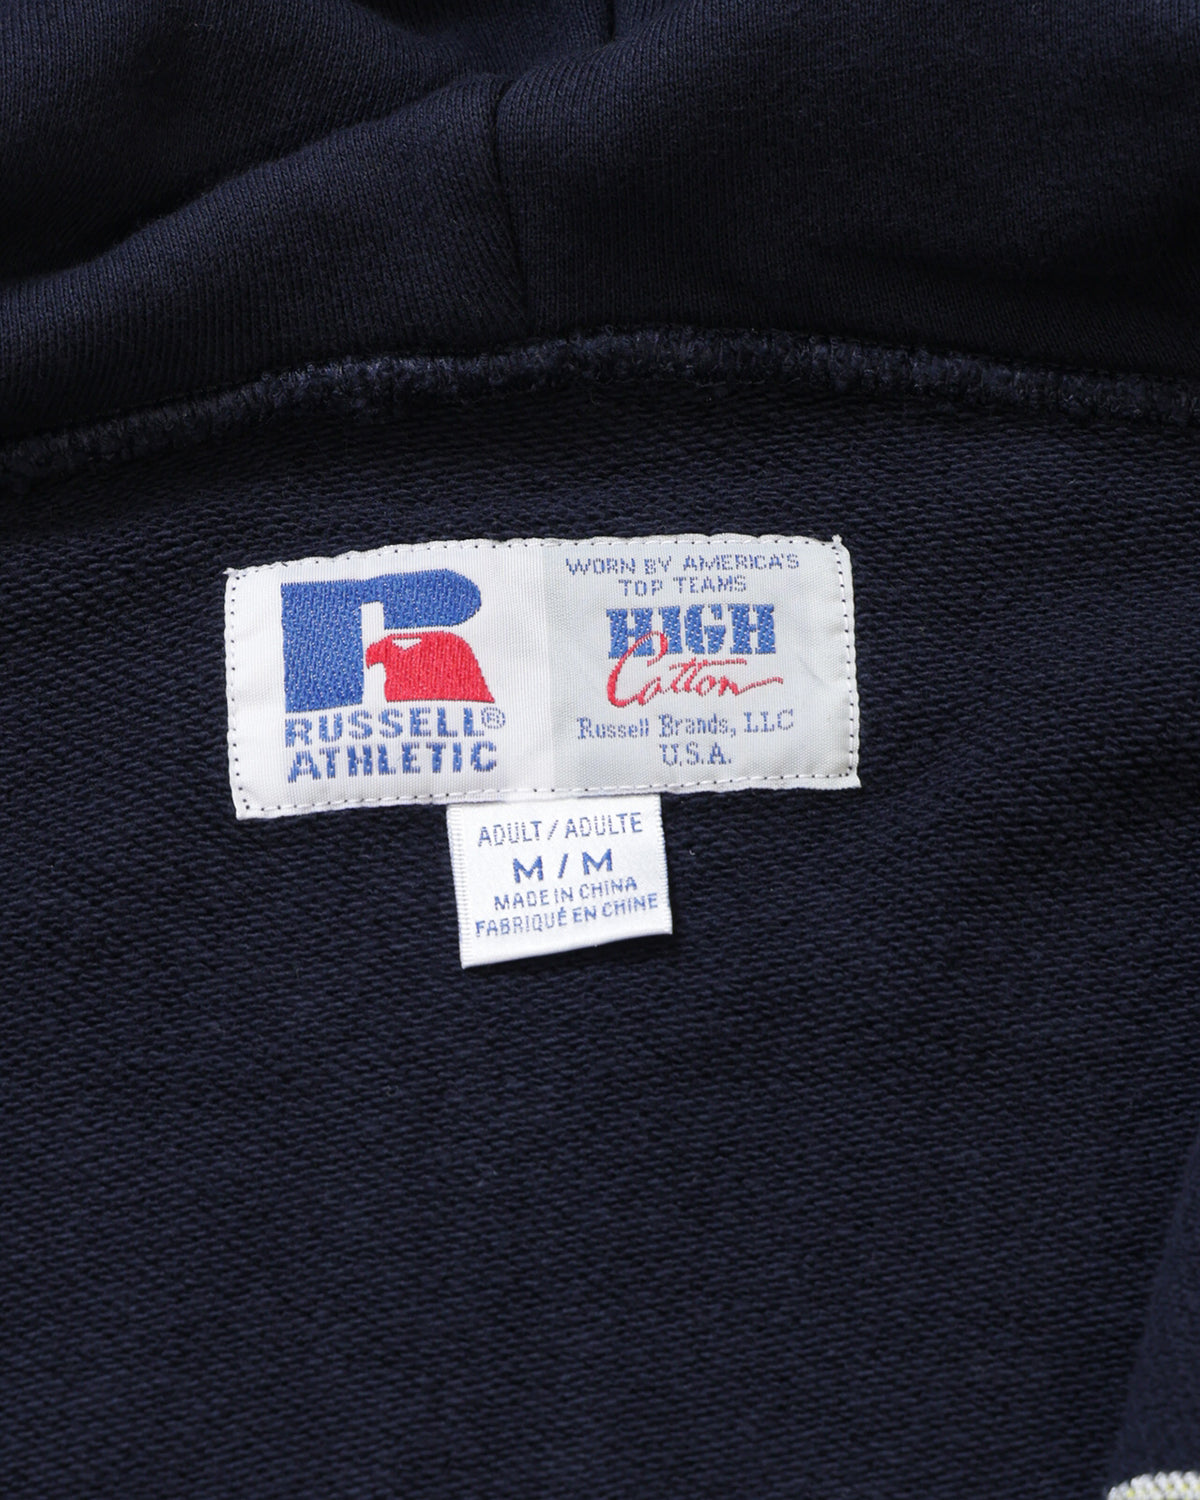 RUSSELL®
ATHLETIC
WORN BY AMERICA'S
TOP TEAMS
HIGH
Cotton
Russell Brands, LLC
U.S.A.
ADULT / ADULTE
M / M
MADE IN CHINA
FABRIQUÉ EN CHINE